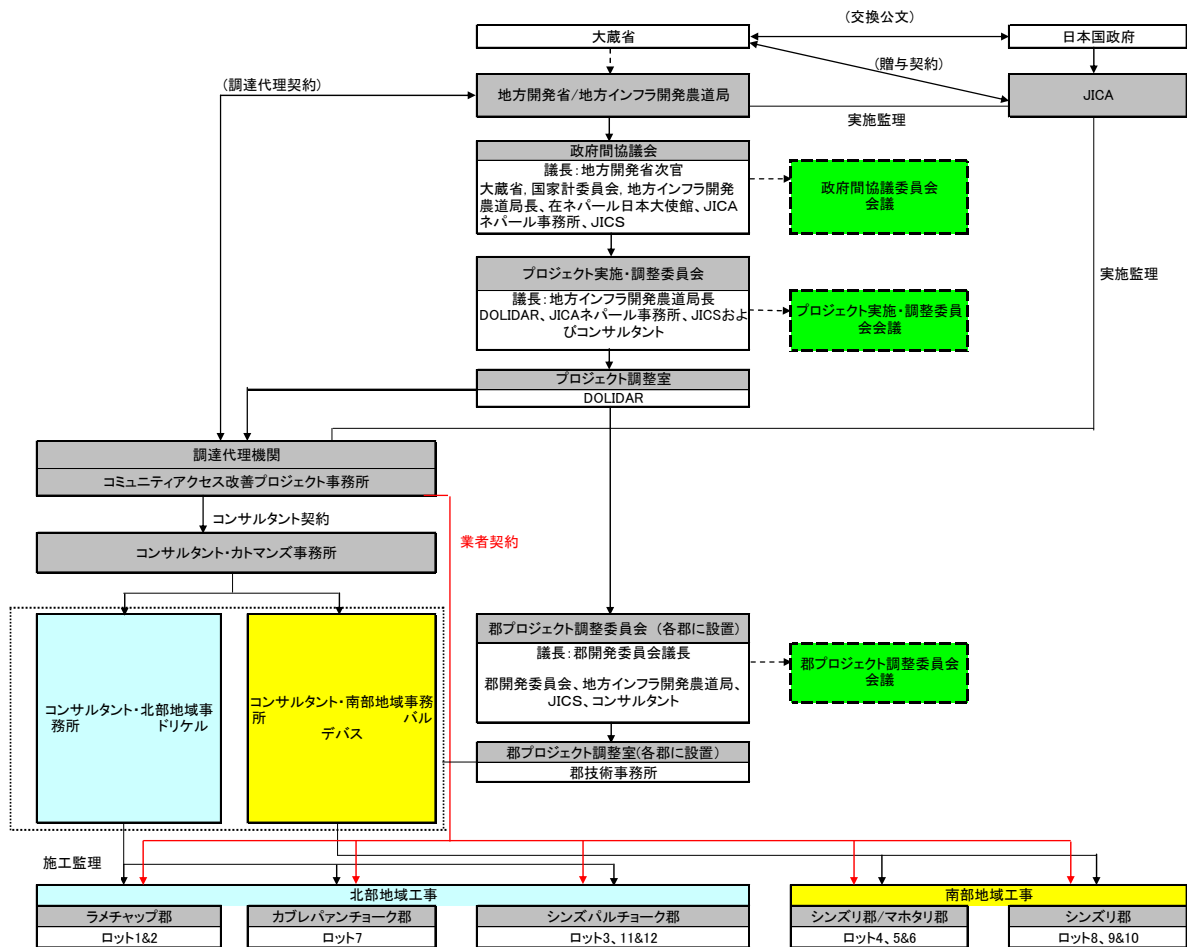 (交換公文)
大蔵省
日本国政府
(贈与契約)
(調達代理契約)
地方開発省/地方インフラ開発農道局
JICA
実施監理
政府間協議会
議長:地方開発省次官
大蔵省, 国家計委員会, 地方インフラ開発
農道局長、在ネパール日本大使館、JICA
ネパール事務所、JICS
政府間協議委員会
会議
プロジェクト実施・調整委員会
議長:地方インフラ開発農道局長
DOLIDAR、JICAネパール事務所、JICSおよ
びコンサルタント
実施監理
プロジェクト実施・調整委員
会会議
プロジェクト調整室
DOLIDAR
調達代理機関
コミュニティアクセス改善プロジェクト事務所
コンサルタント契約
業者契約
コンサルタント・カトマンズ事務所
コンサルタント・北部地域事
務所 ドリケル
コンサルタント・南部地域事務
所 バル
デバス
郡プロジェクト調整委員会 (各郡に設置)
議長:郡開発委員会議長
郡開発委員会、地方インフラ開発農道局、
JICS、コンサルタント
郡プロジェクト調整委員会
会議
郡プロジェクト調整室(各郡に設置)
郡技術事務所
施工監理
北部地域工事
南部地域工事
ラメチャップ郡
カブレパァンチョーク郡
シンズパルチョーク郡
シンズリ郡/マホタリ郡
シンズリ郡
ロット1&2
ロット7
ロット3、11&12
ロット4、5&6
ロット8、9&10